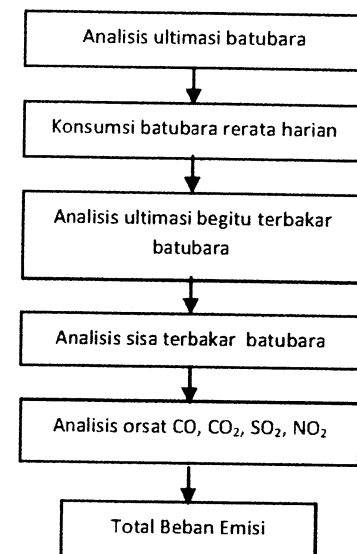 Analisis ultimasi batubara
Konsumsi batubara rerata harian
Analisis ultimasi begitu terbakar
batubara
Analisis sisa terbakar batubara
Analisis orsat CO, CO₂, SO₂, NO₂
Total Beban Emisi